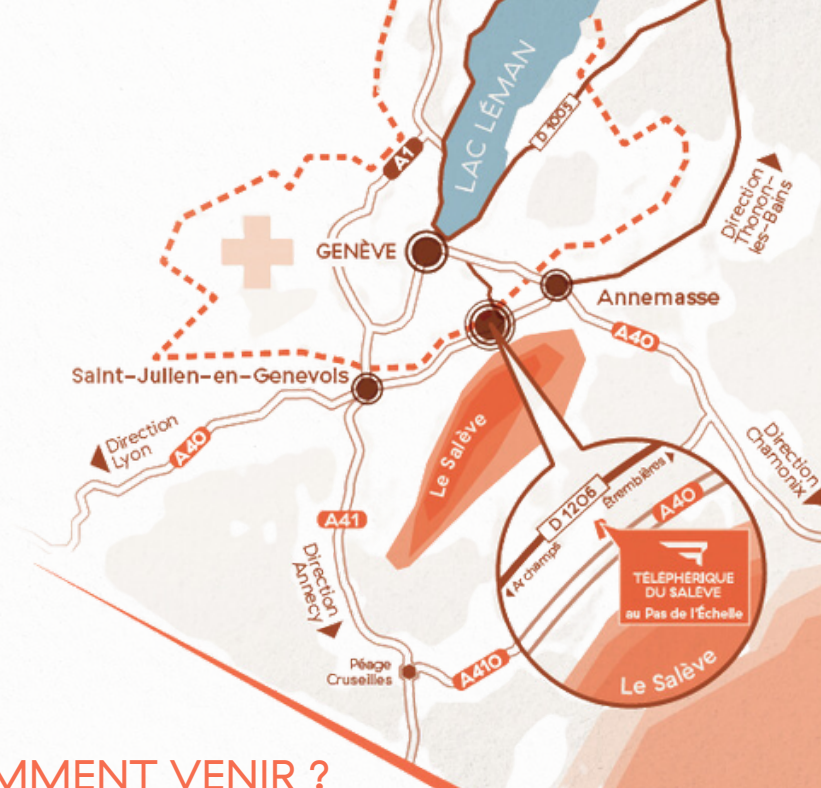 LAC LÉMAN
D 1005
A1
Direction
Thonon-
les-Bains
GENÈVE
Annemasse
A40
Saint-Julien-en-Genevois
Direction
Lyon
A40
Le Salève
Direction
Chamonix
A41
Étrembières
D 1206
A40
Archamps
Direction
Annecy
TÉLÉPHÉRIQUE
DU SALÈVE
au Pas de l'Échelle
Péage
Cruseilles
A410
Le Salève
MMENT VENIR ?